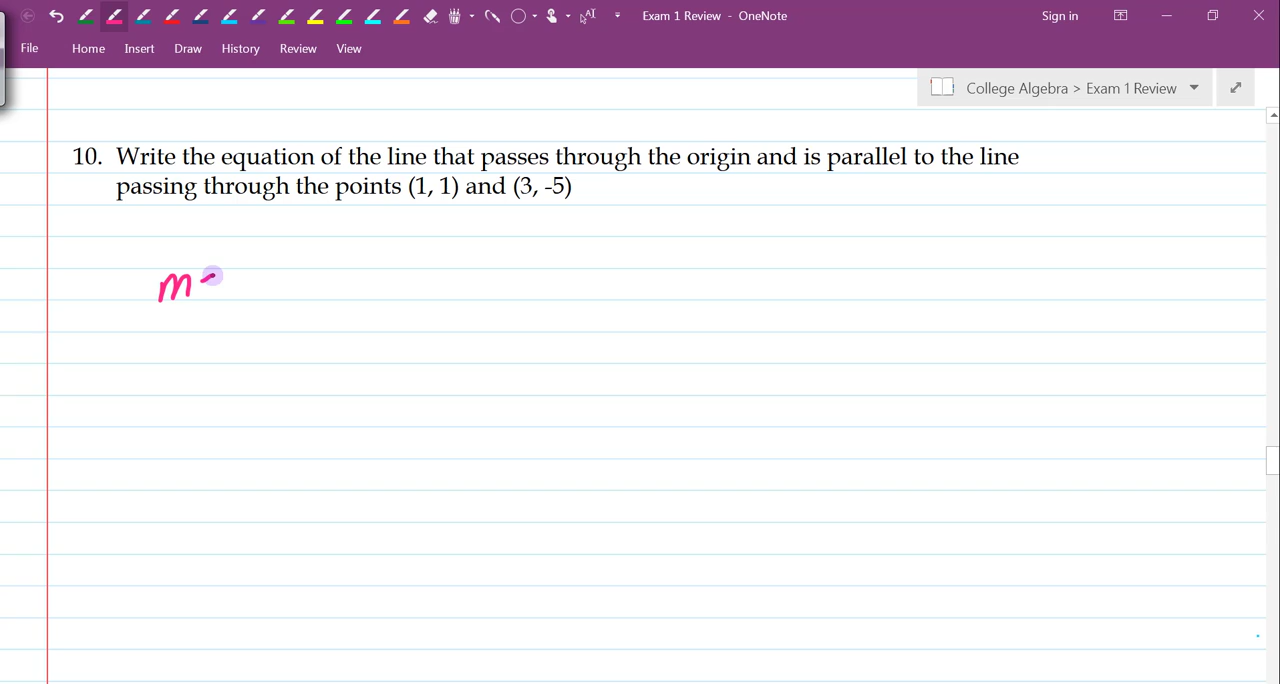 Exam 1 Review - OneNote
Sign in
File Home Insert Draw History Review View
College Algebra > Exam 1 Review
10. Write the equation of the line that passes through the origin and is parallel to the line
passing through the points (1, 1) and (3, -5)
m -